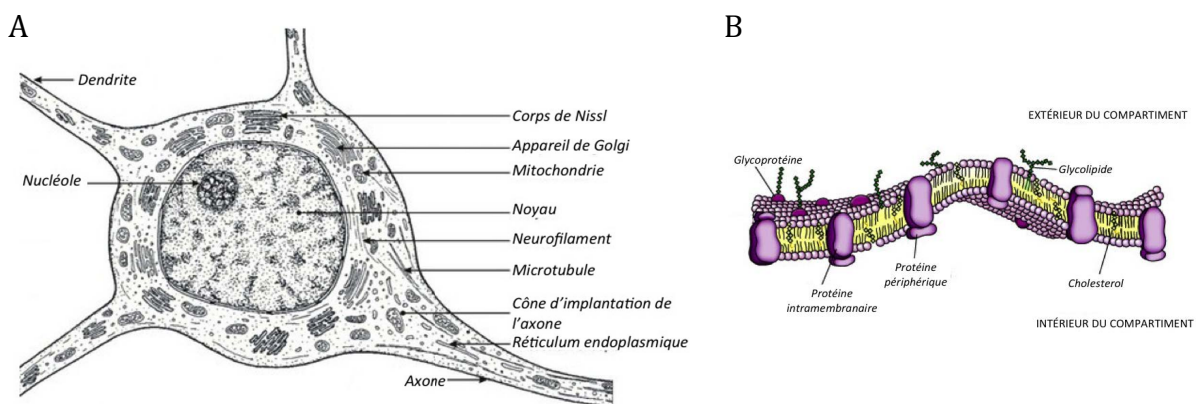 A
B
Dendrite
Corps de Nissl
Appareil de Golgi
Mitochondrie
Nucléole
Noyau
Neurofilament
Microtubule
Cône d'implantation de
l'axone
Réticulum endoplasmique
Axone
EXTÉRIEUR DU COMPARTIMENT
Glycoprotéine
Glycolipide
Protéine
périphérique
Protéine
intramembranaire
Cholesterol
INTÉRIEUR DU COMPARTIMENT